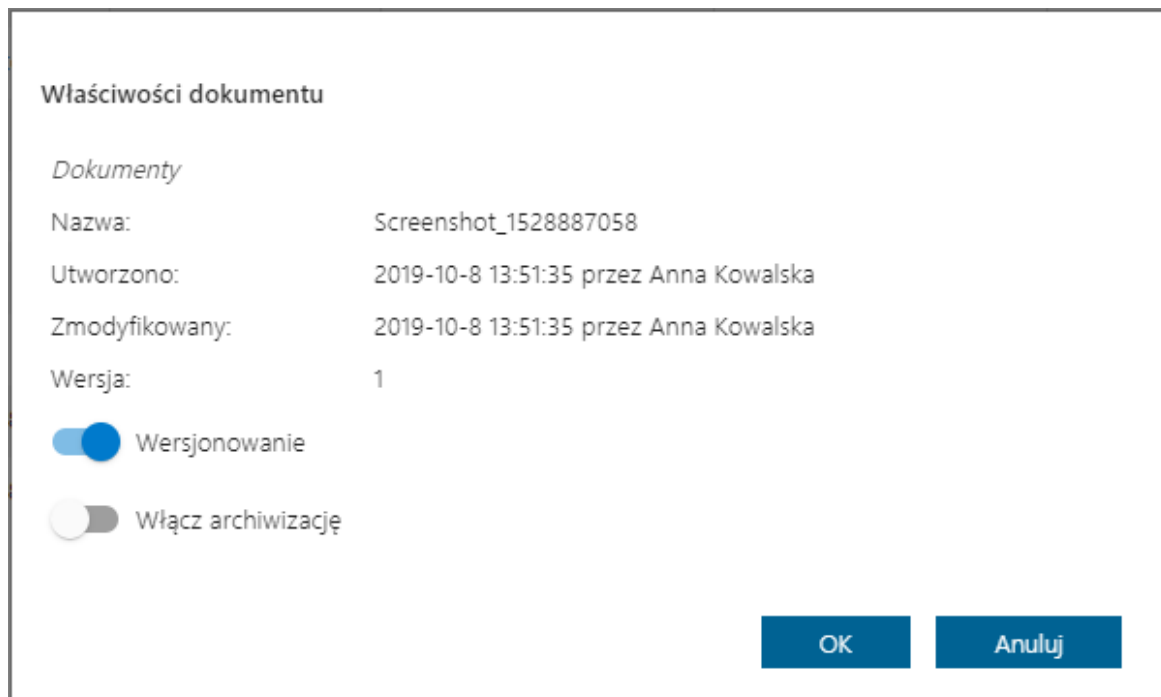 Właściwości dokumentu
Dokumenty
Nazwa: Screenshot_1528887058
Utworzono: 2019-10-8 13:51:35 przez Anna Kowalska
Zmodyfikowany: 2019-10-8 13:51:35 przez Anna Kowalska
Wersja: 1
Wersjonowanie
Włącz archiwizację
OK Anuluj